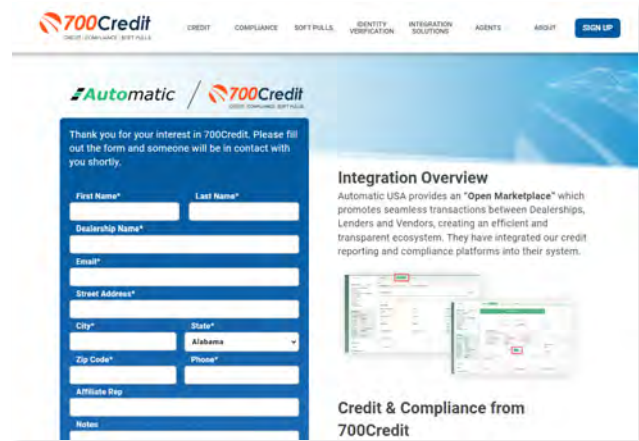 700Credit
CREDIT COMPLIANCE SOFT PULLS IDENTITY VERIFICATION INTEGRATION SOLUTIONS AGENTS ABOUT SIGN UP
CREDIT · COMPLIANCE · SOFT PULLS
Automatic / 700Credit
CREDIT. COMPLIANCE. SOFT PULLS.
Thank you for your interest in 700Credit. Please fill
out the form and someone will be in contact with
you shortly.
First Name* Last Name*
Dealership Name*
Email*
Street Address*
City* State*
Alabama
Zip Code* Phone*
Affiliate Rep
Notes
Integration Overview
Automatic USA provides an "Open Marketplace" which
promotes seamless transactions between Dealerships,
Lenders and Vendors, creating an efficient and
transparent ecosystem. They have integrated our credit
reporting and compliance platforms into their system.
Credit & Compliance from
700Credit